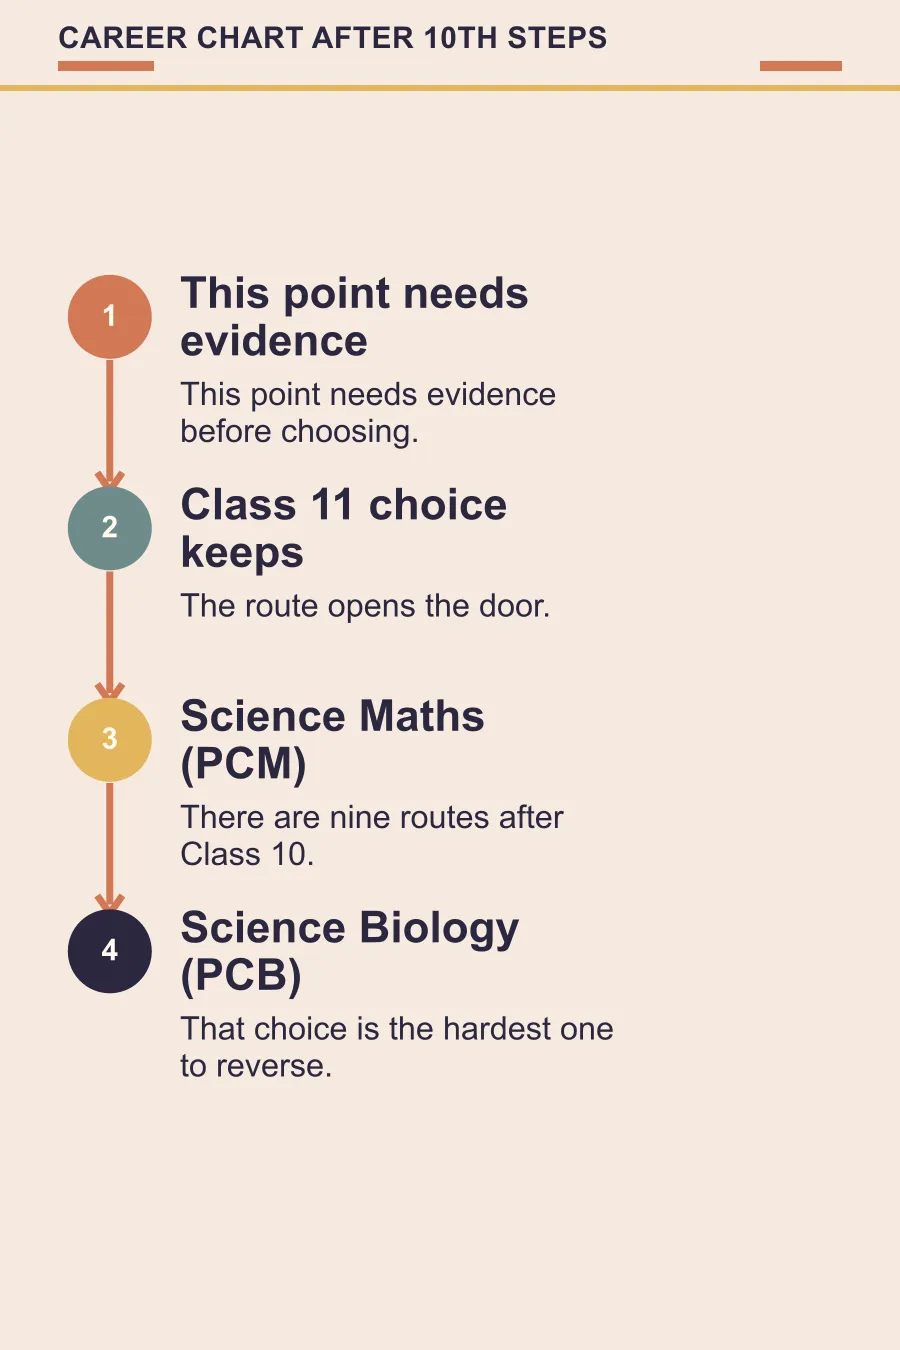 CAREER CHART AFTER 10TH STEPS
1
This point needs
evidence
This point needs evidence
before choosing.
2
Class 11 choice
keeps
The route opens the door.
3
Science Maths
(PCM)
There are nine routes after
Class 10.
4
Science Biology
(PCB)
That choice is the hardest one
to reverse.